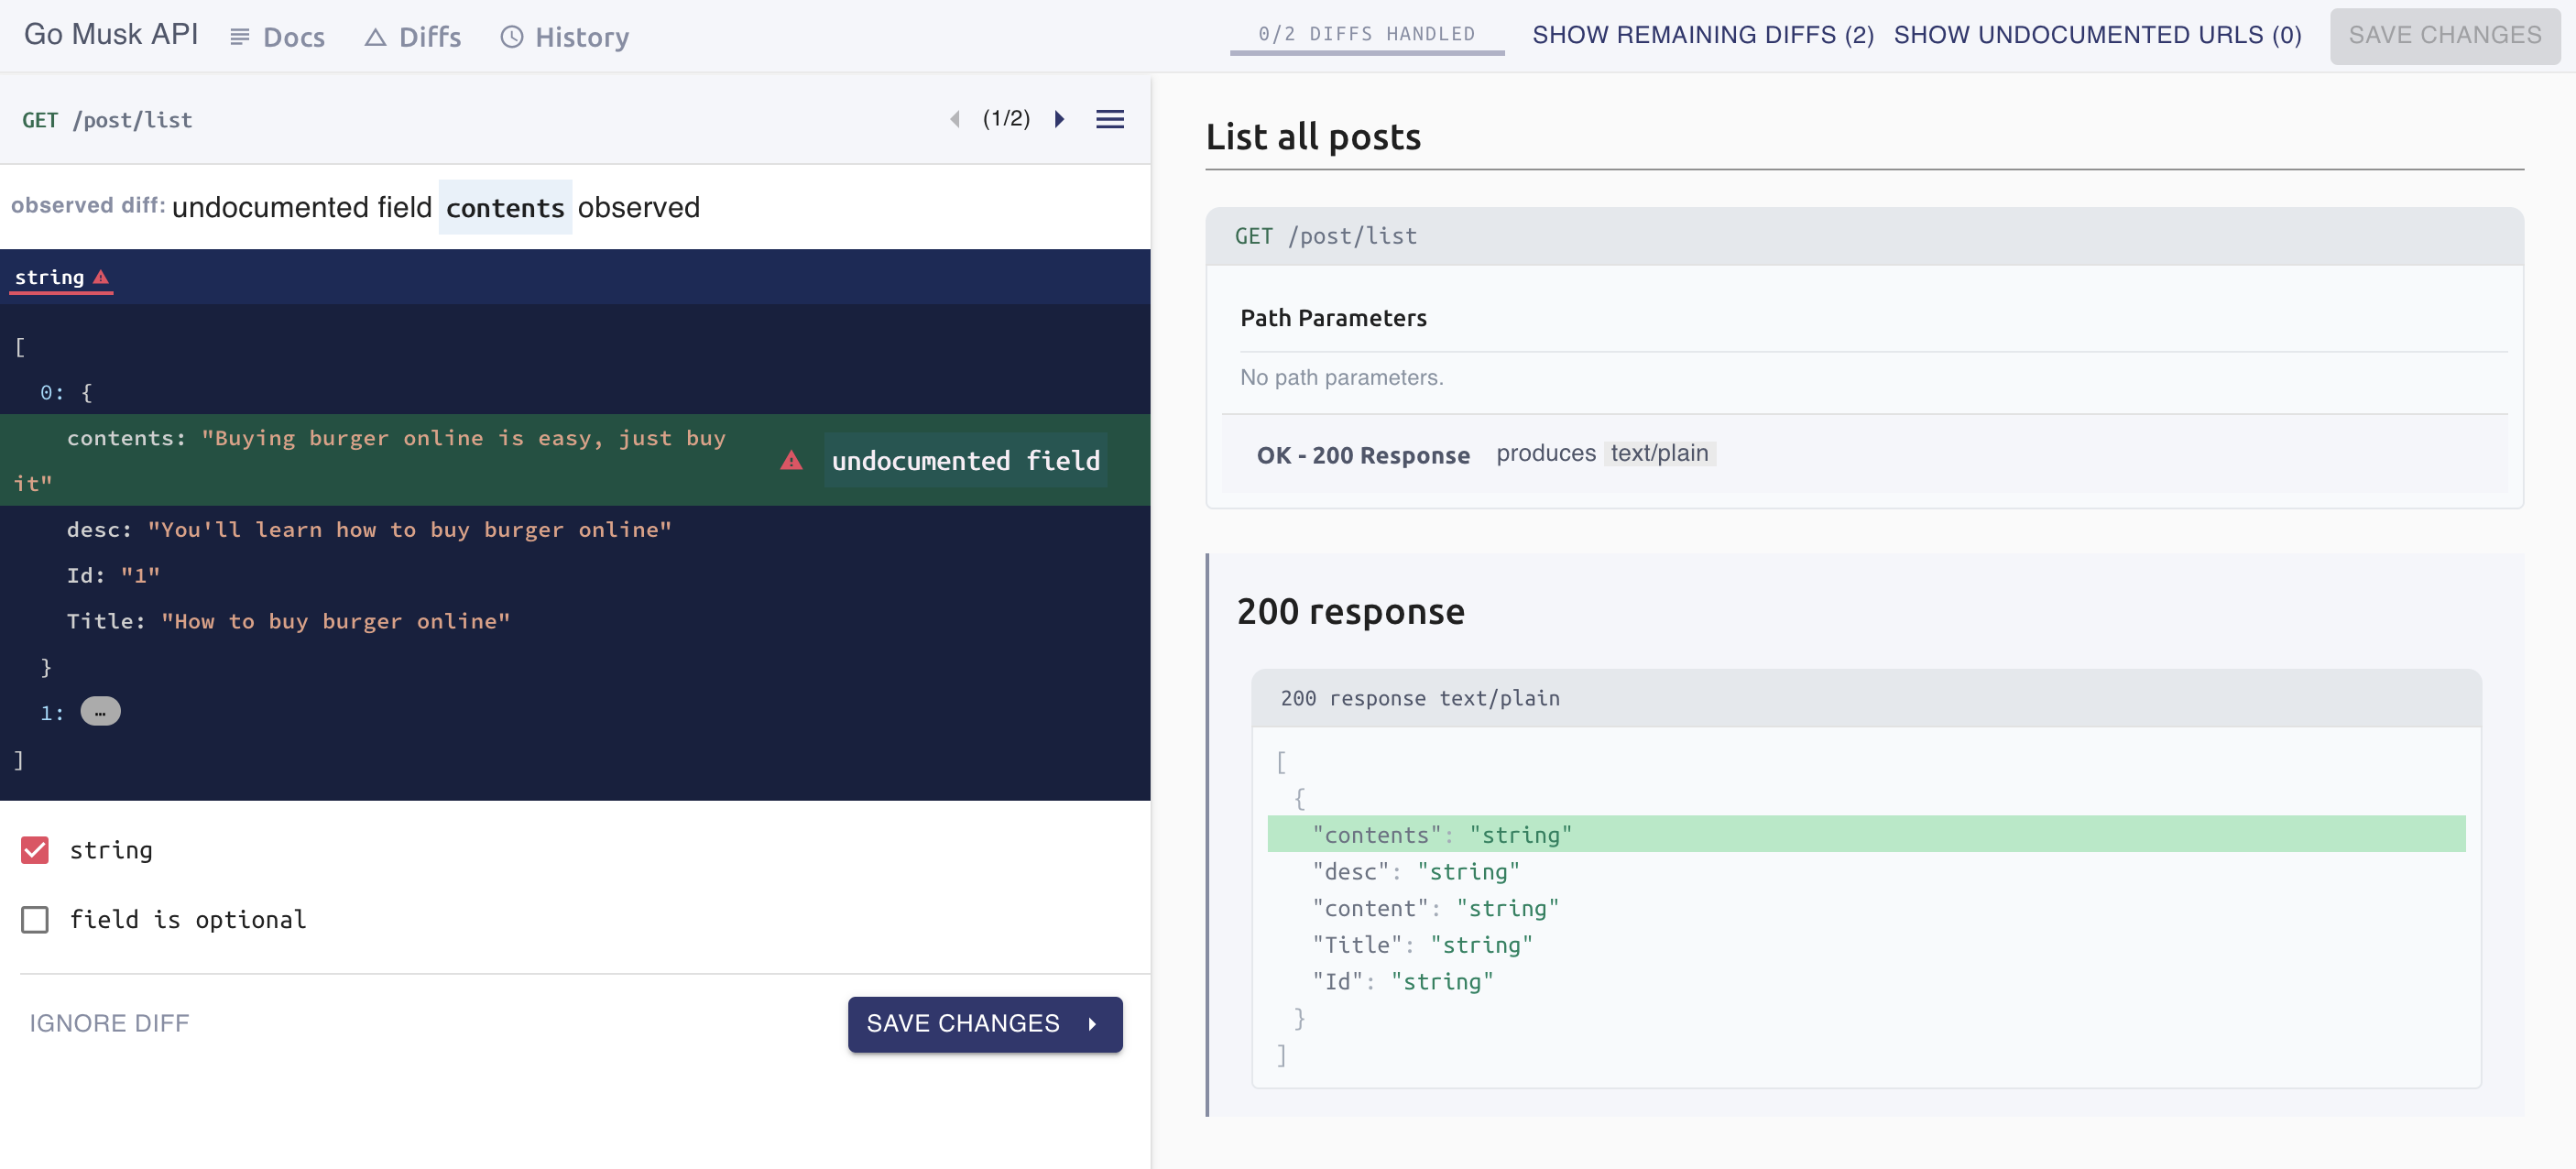 Go Musk API Docs Diffs History 0/2 DIFFS HANDLED SHOW REMAINING DIFFS (2) SHOW UNDOCUMENTED URLS (0) SAVE CHANGES
GET /post/list (1/2)
observed diff: undocumented field contents observed
string
[
0: {
contents: "Buying burger online is easy, just buy
it"
undocumented field
desc: "You'll learn how to buy burger online"
Id: "1"
Title: "How to buy burger online"
}
1: …
]
string
field is optional
IGNORE DIFF SAVE CHANGES
List all posts
GET /post/list
Path Parameters
No path parameters.
OK - 200 Response produces text/plain
200 response
200 response text/plain
[
{
"contents": "string"
"desc": "string"
"content": "string"
"Title": "string"
"Id": "string"
}
]